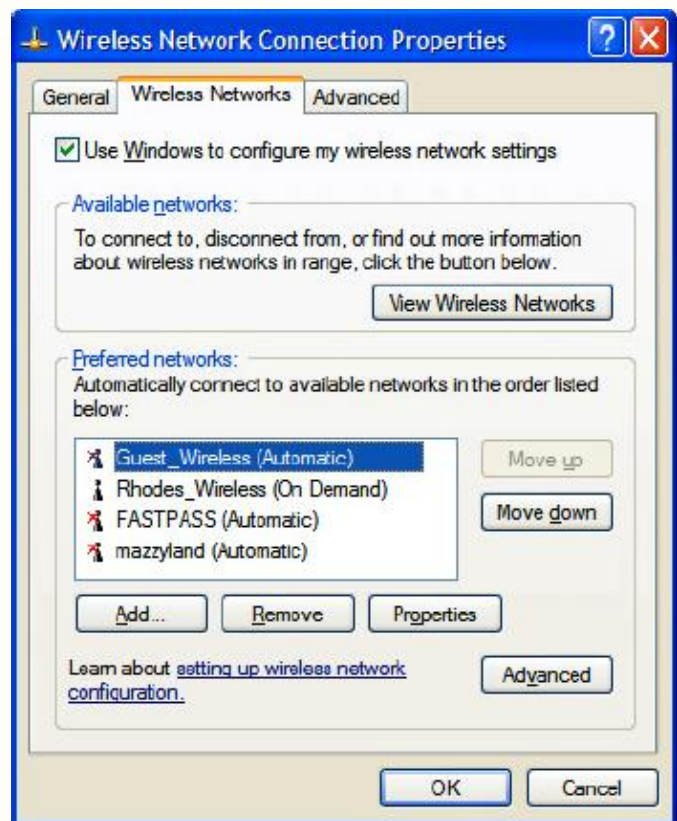 Wireless Network Connection Properties
General Wireless Networks Advanced
Use Windows to configure my wireless network settings
Available networks:
To connect to, disconnect from, or find out more information
about wireless networks in range, click the button below.
View Wireless Networks
Preferred networks:
Automatically connect to available networks in the order listed
below:
Guest_Wireless (Automatic)
Rhodes_Wireless (On Demand)
FASTPASS (Automatic)
mazzyland (Automatic)
Move up
Move down
Add... Remove Properties
Learn about setting up wireless network
configuration.
Advanced
OK Cancel